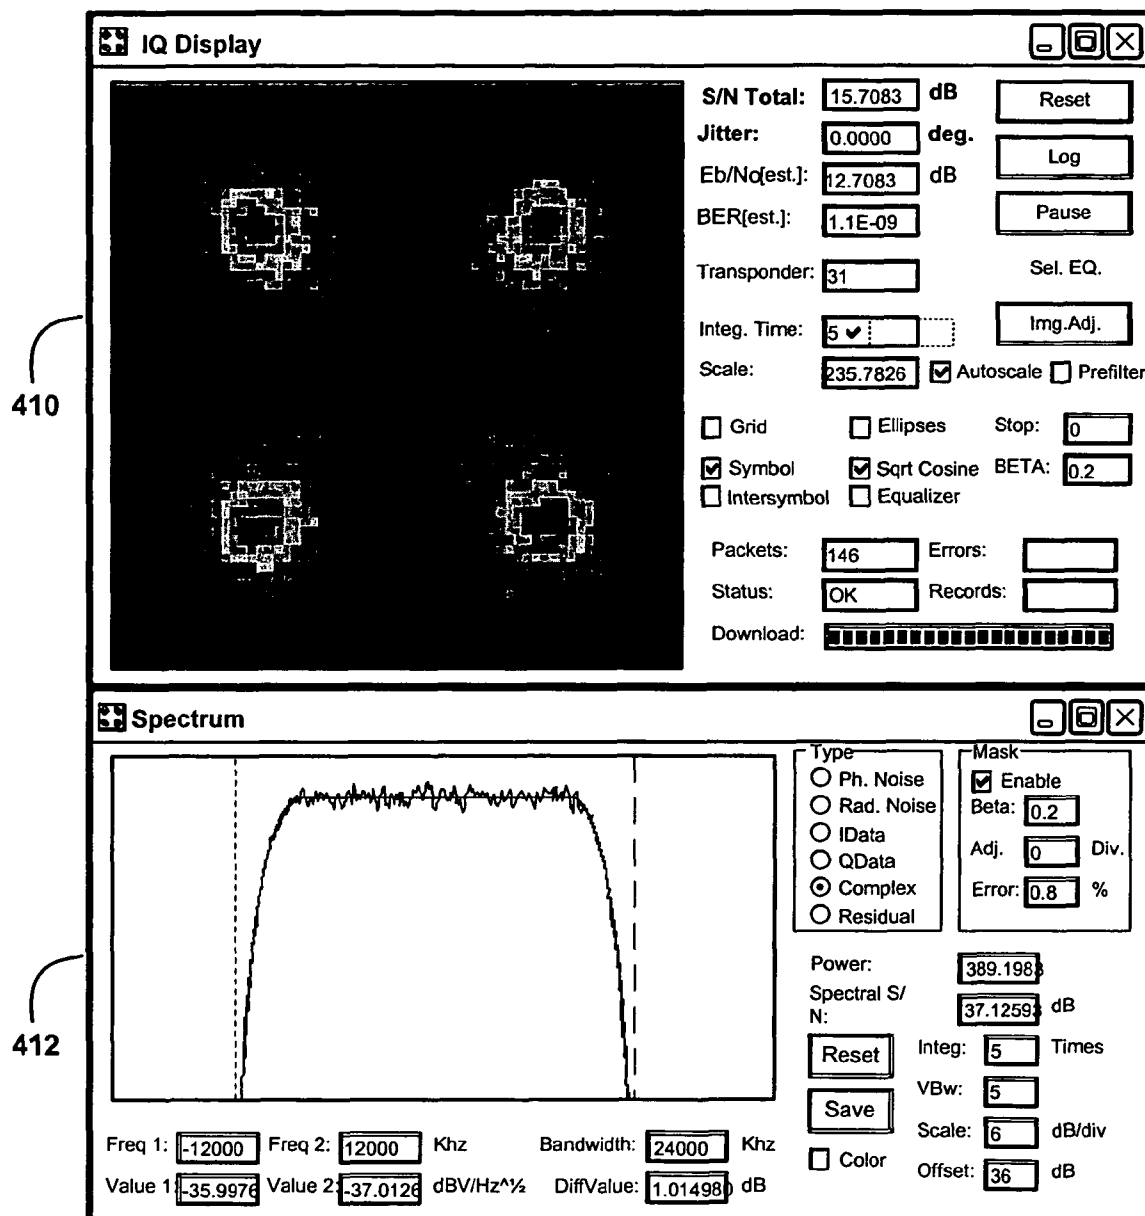 IQ Display
S/N Total: 15.7083 dB Reset
Jitter: 0.0000 deg. Log
Eb/No[est.]: 12.7083 dB
BER[est.]: 1.1E-09 Pause
Transponder: 31 Sel. EQ.
Integ. Time: 5 Img.Adj.
Scale: 235.7826 Autoscale Prefilter
410
Grid Ellipses Stop: 0
Symbol Sqrt Cosine BETA: 0.2
Intersymbol Equalizer
Packets: 146 Errors:
Status: OK Records:
Download:
Spectrum
Type Mask
Ph. Noise Enable
Rad. Noise Beta: 0.2
IData
QData Adj. 0 Div.
Complex Error: 0.8 %
Residual
412
Power: 389.1983
Spectral S/
N: 37.12593 dB
Reset Integ: 5 Times
VBw: 5
Save
Scale: 6 dB/div
Color Offset: 36 dB
Freq 1: -12000 Freq 2: 12000 Khz Bandwidth: 24000 Khz
Value 1: -35.9976 Value 2: -37.0126 dBV/Hz^½ DiffValue: 1.014980 dB